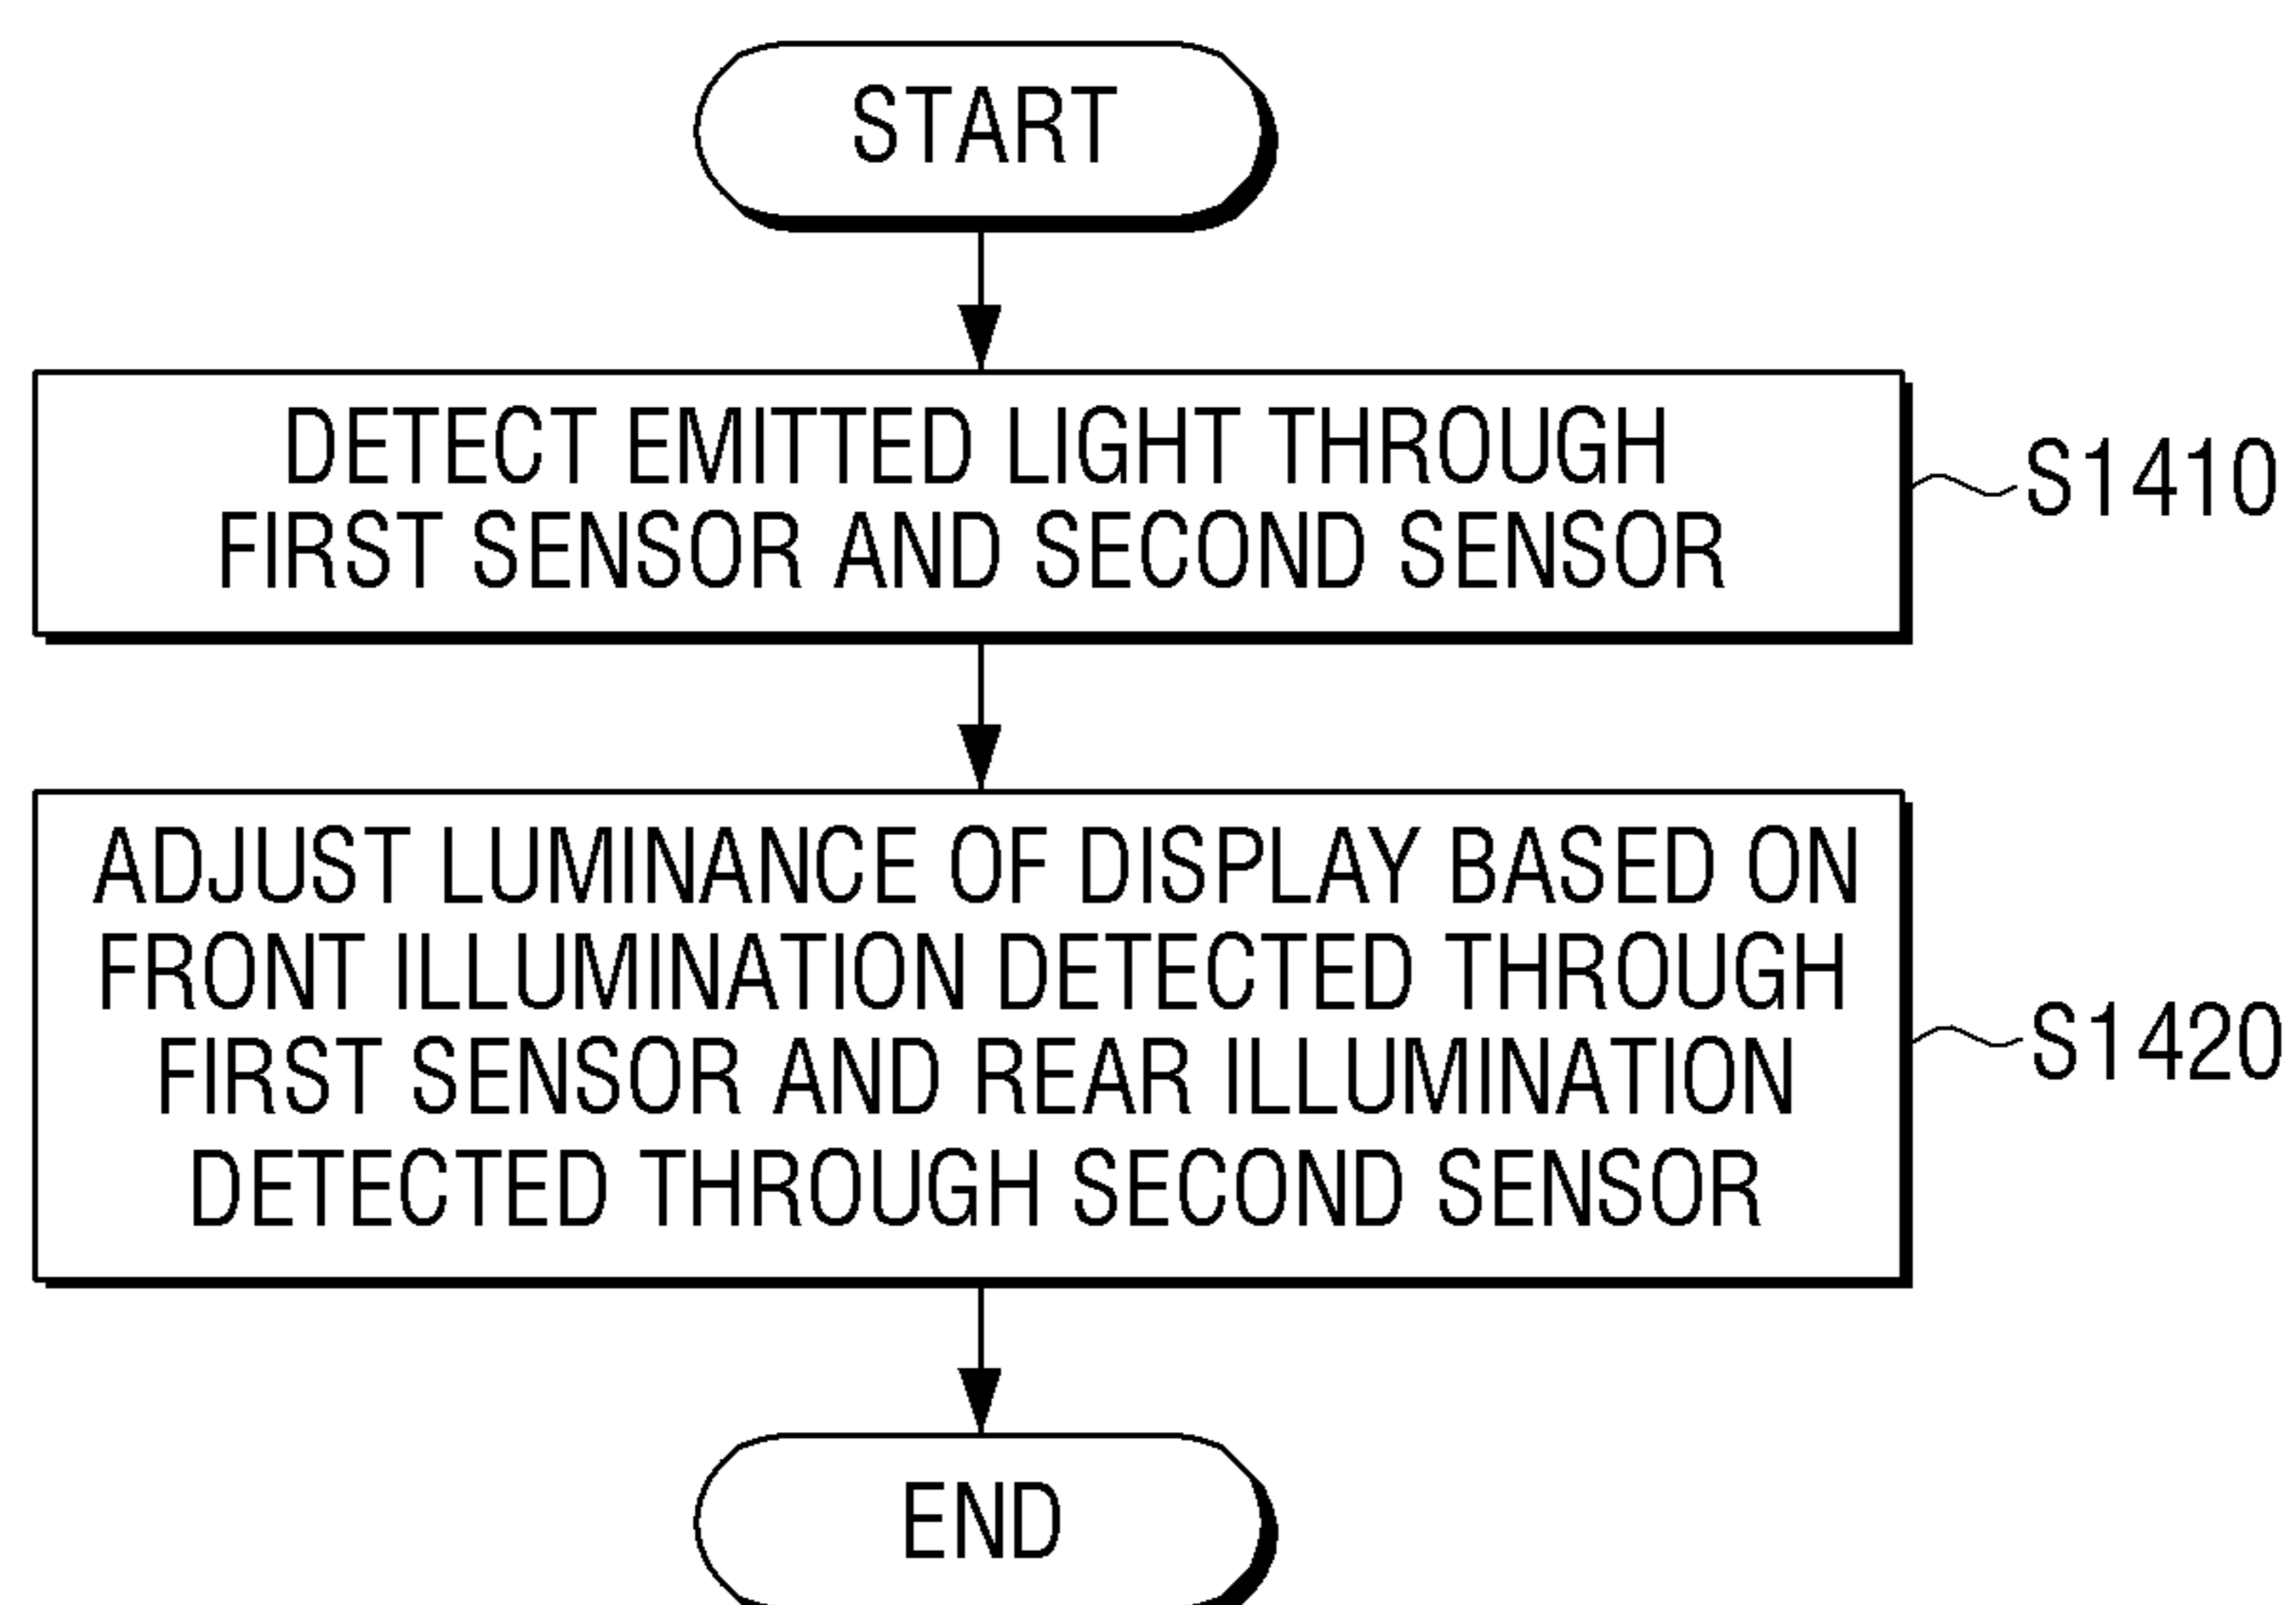 START
DETECT EMITTED LIGHT THROUGH
FIRST SENSOR AND SECOND SENSOR
S1410
ADJUST LUMINANCE OF DISPLAY BASED ON
FRONT ILLUMINATION DETECTED THROUGH
FIRST SENSOR AND REAR ILLUMINATION
DETECTED THROUGH SECOND SENSOR
S1420
END